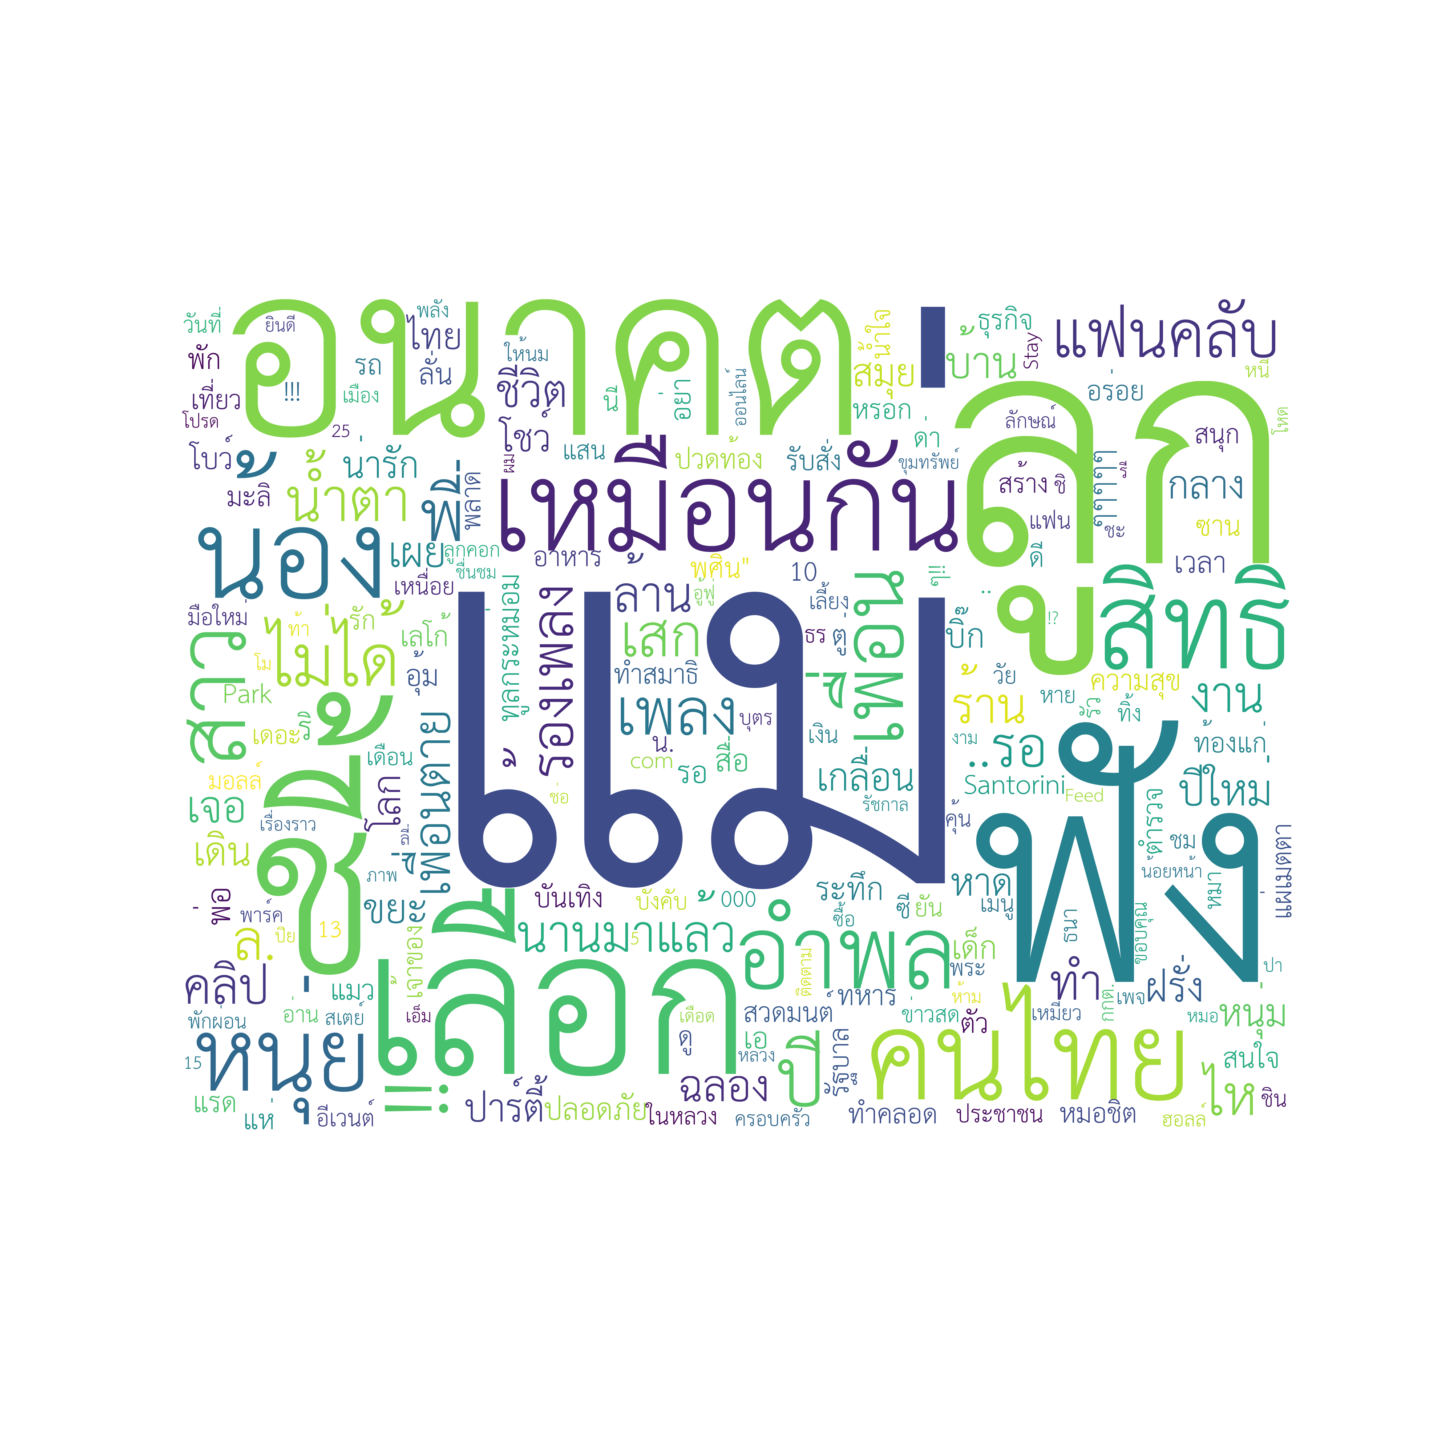 อนาคต
แม
ลูก
ฟัง
ชี้
เลือก
เหมือนกัน
คนไทย
สิทธิ
นอง
หนุ่ย
อำพล
แฟนคลับ
เพื่อน
สาว
ไม่ได้
น้ำตา
พี่
เสก
เพลง
ร้องเพลง
ล้าน
นานมาแล้ว
เพื่อนตาย
ปี
ไห
วันที่
ยินดี
พลัง
ไทย
ให้นม
พัก
รถ
ลั่น
ชีวิต
นี
อยา
ออนไลน์
สมุย
น้ำใจ
บ้าน
ธุรกิจ
Stay
หนี
เที่ยว
!!!
เมือง
อร่อย
โปรด
25
โชว์
หรอก
ลักษณ์
โหด
โบว์
น่ารัก
แสน
ปวดท้อง
รับสั่ง
ด่า
สนุก
มะลิ
พลาด
ผม
ขุมทรัพย์
สร้าง
ชิ
กลาง
เผย
ลูกคอก
ชื่นชม
อาหาร
แฟน
ชะ
ซาน
เหนื่อย
พูศิน"
10
ดี
เวลา
มือใหม่
ท้า
รัก
เลโก้
ทูลกระหม่อม
อู้ฟู่
เลี้ยง
ๆ!!
..
!?
โม
อุ้ม
ทำสมาธิ
ธร
ตู่
บิ๊ก
วัย
ความสุข
Park
บุตร
ร้าน
หาย
ทิ้ง
งาน
เดอะ
เดือน
น.
สื่อ
เงิน
งาม
..รอ
ท้องแก่
มอลล์
โลก
com
รอ
เกลื่อน
Santorini
Feed
ปีใหม่
เจอ
เรื่องราว
ช่อ
รัชกาล
คุ้น
ตำรวจ
เดิน
ภาพ
ชม
แผ่เมตตา
พ่อ
ขยะ
บันเทิง
บังคับ
000
ระทึก
หาด
น้อยหน้า
หมา
พาร์ค
13
ปิย
ซื้อ
ซี
ยัน
เมนู
ธนา
ขอบคุณ
ล.
เจ้าของ
5
ติดตาม
เด็ก
คลิป
แมว
พระ
ทำ
ฝรั่ง
ปา
พักผ่อน
อ่าน
สเตย์
เอ็ม
เดือด
สวดมนต์
ทหาร
ห้าม
ข่าวสด
ตัว
เหมียว
กกต.
เพจ
หมอ
หนุ่ม
15
!!!
ดู
เอ
หลวง
รัฐบาล
สนใจ
แรด
ฉลอง
ชิน
แห่
อีเวนต์
ปาร์ตี้
ปลอดภัย
ในหลวง
ครอบครัว
ทำคลอด
ประชาชน
หมอชิต
ฮอลล์